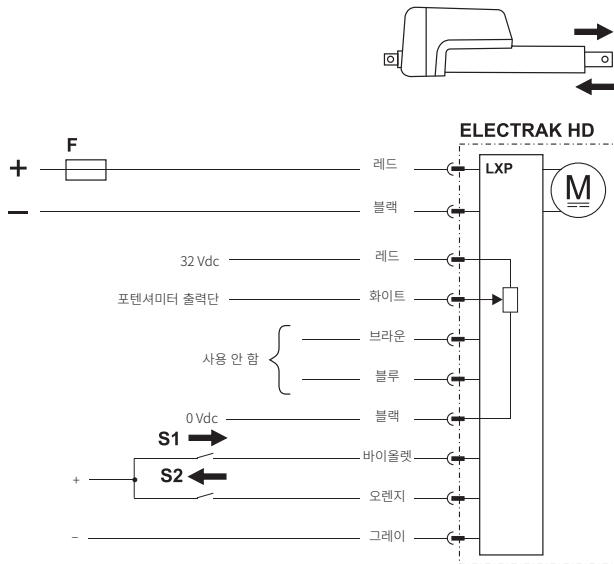 ELECTRAK HD
F
+
레드
LXP
M
–
블랙
32 Vdc
레드
포텐셔미터 출력단
화이트
브라운
사용 안 함
블루
0 Vdc
블랙
S1
바이올렛
+
S2
오렌지
–
그레이